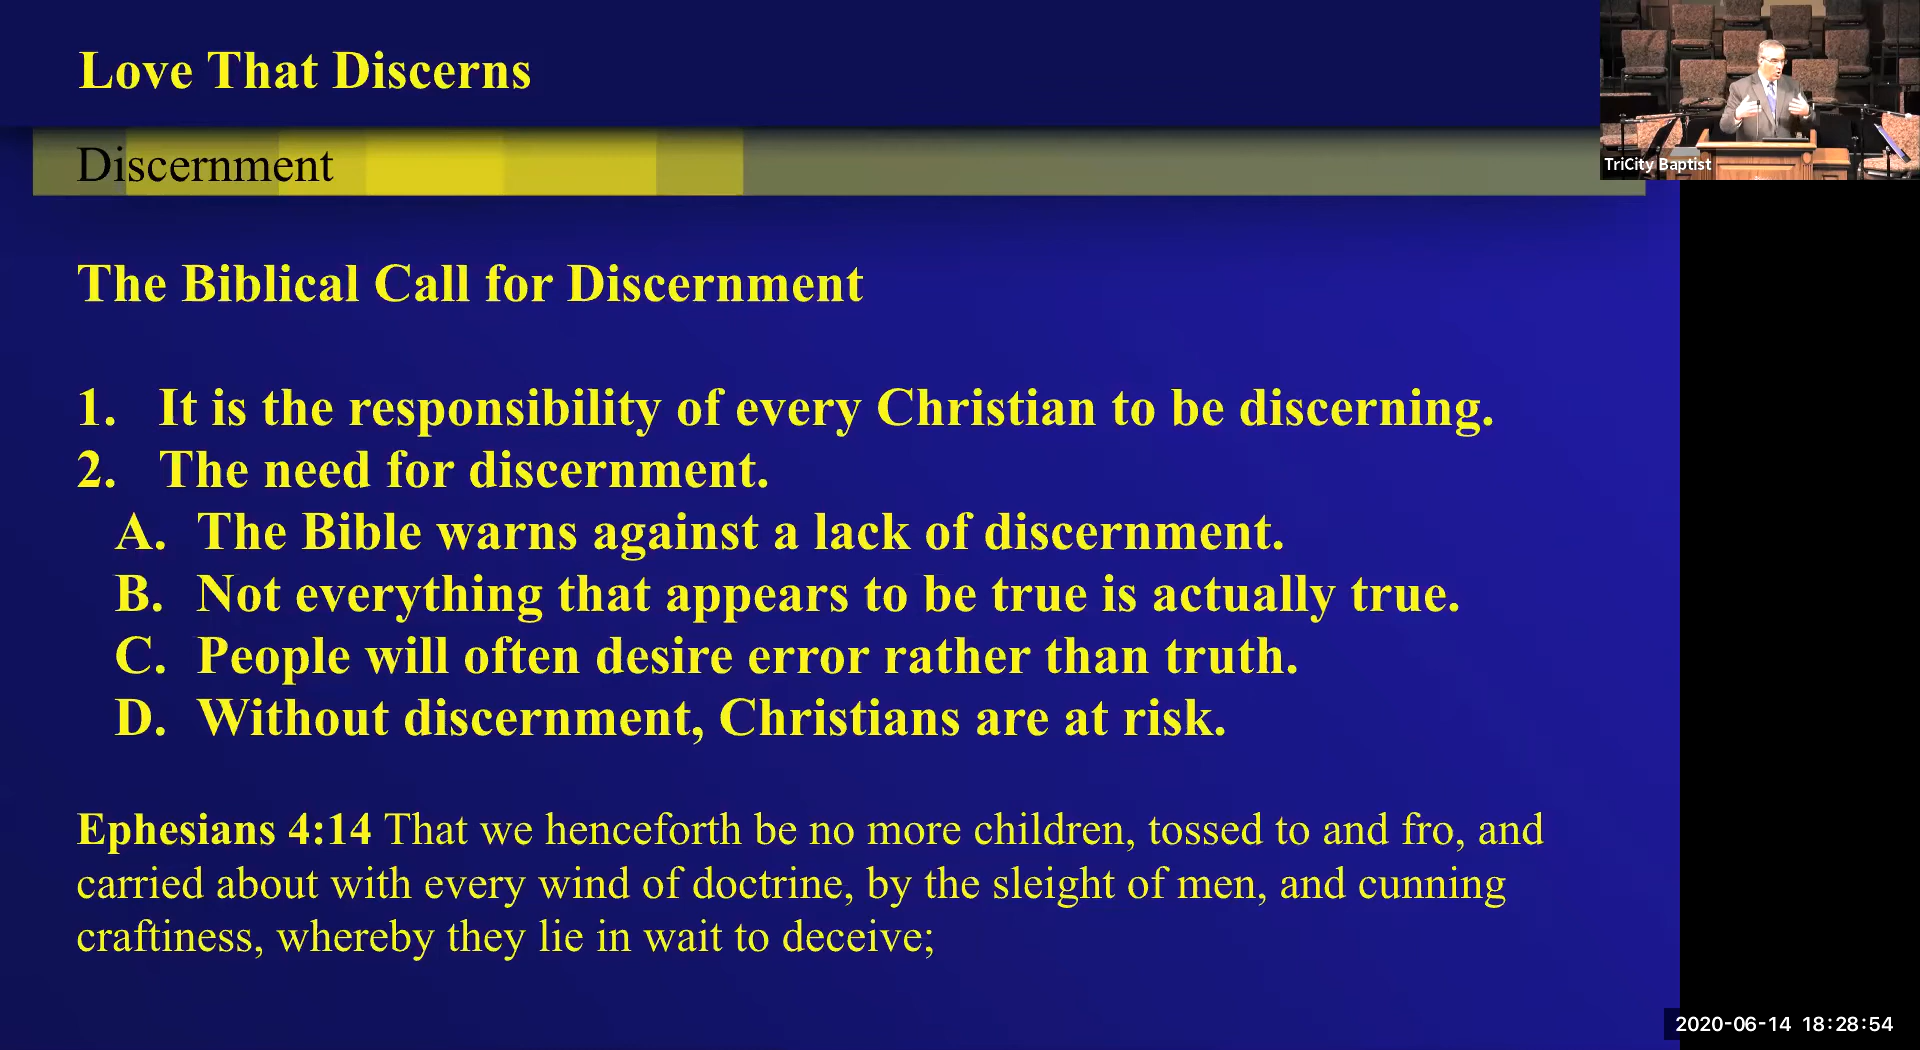 Love That Discerns
Discernment
TriCity Baptist
The Biblical Call for Discernment
1. It is the responsibility of every Christian to be discerning.
2. The need for discernment.
A. The Bible warns against a lack of discernment.
B. Not everything that appears to be true is actually true.
C. People will often desire error rather than truth.
D. Without discernment, Christians are at risk.
Ephesians 4:14 That we henceforth be no more children, tossed to and fro, and
carried about with every wind of doctrine, by the sleight of men, and cunning
craftiness, whereby they lie in wait to deceive;
2020-06-14 18:28:54